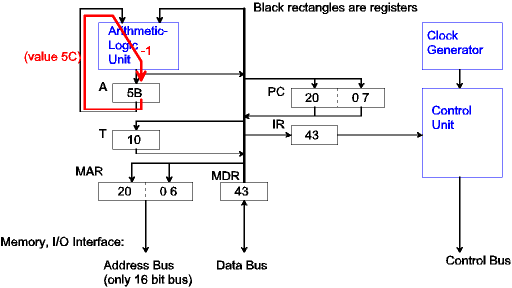 Black rectangles are registers
Arithmetic-
Logic
Unit
-1
(value 5C)
Clock
Generator
A
5B
PC
20 0 7
Control
Unit
T
10
IR
43
MAR
20 0 6
MDR
43
Memory, I/O Interface:
Address Bus
(only 16 bit bus)
Data Bus
Control Bus